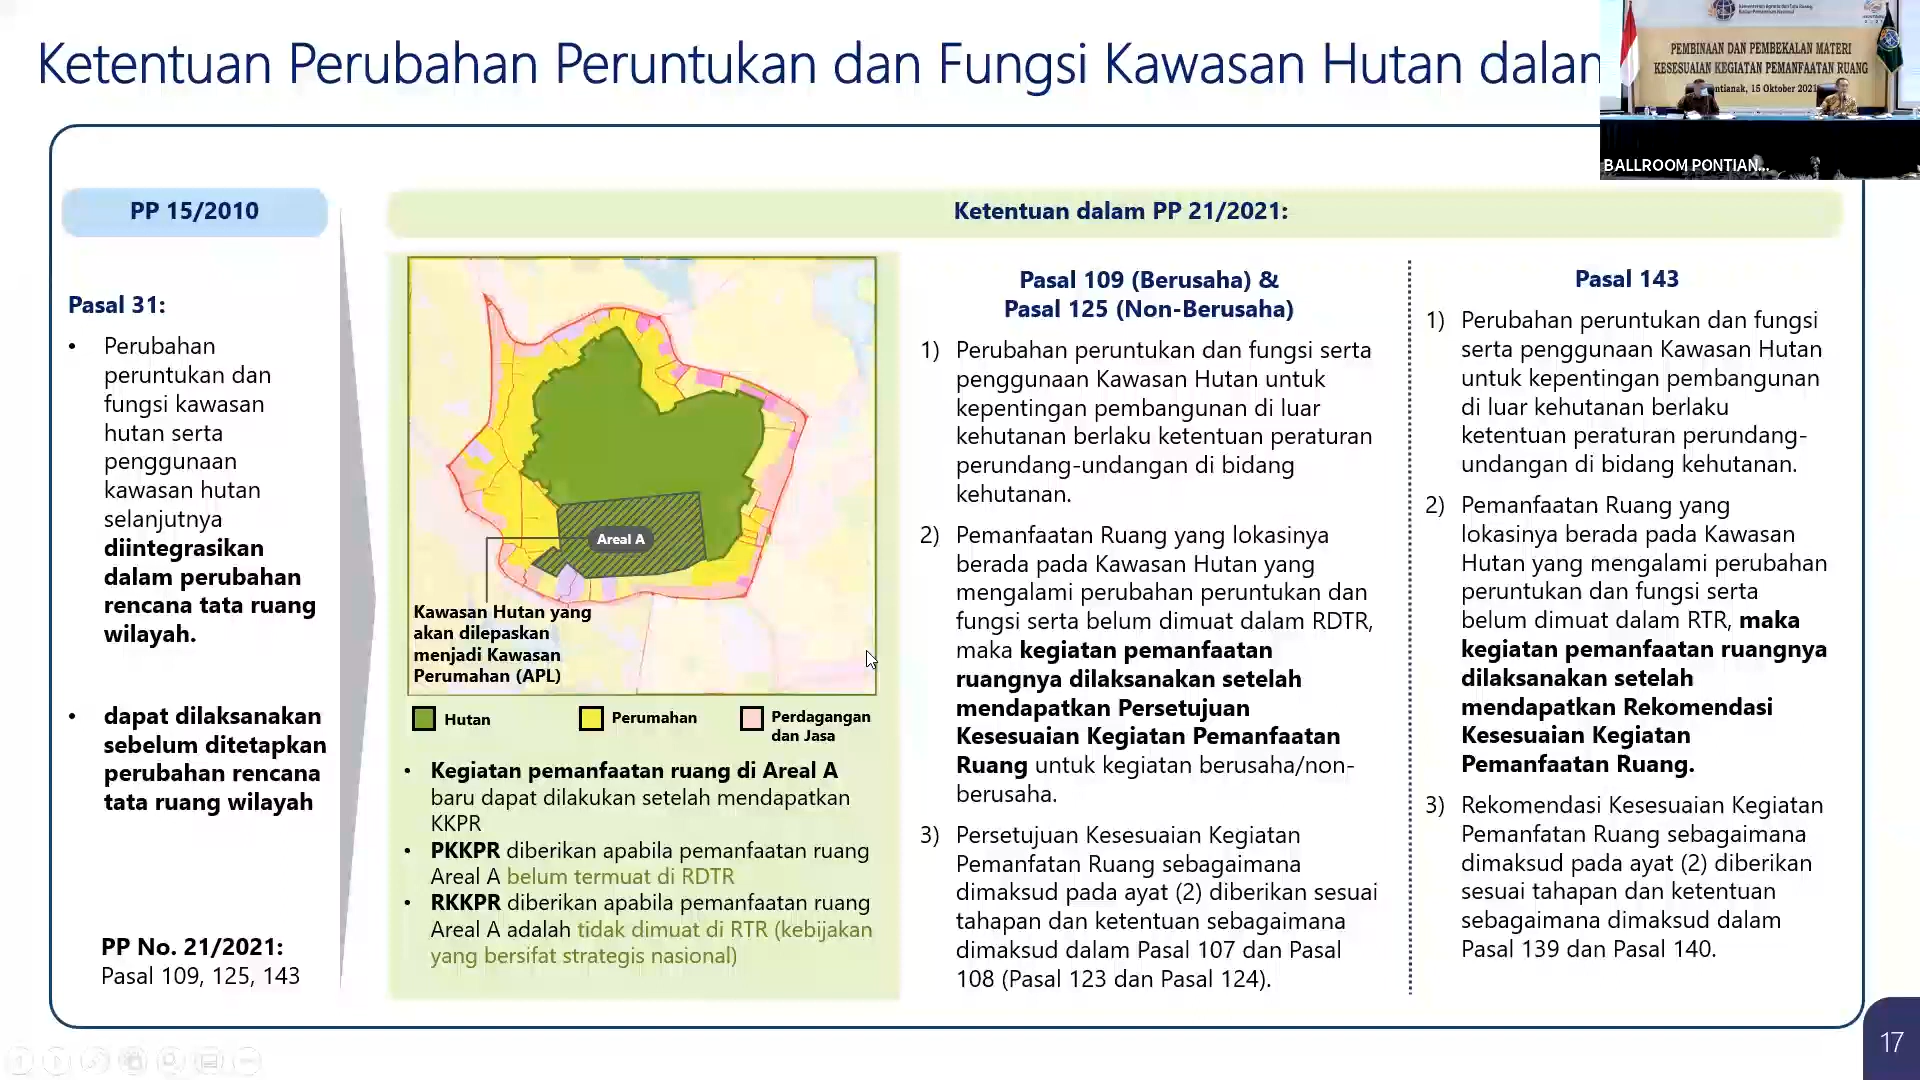 Ketentuan Perubahan Peruntukan dan Fungsi Kawasan Hutan dalam
Kementerian Agraria dan Tata Ruang
Badan Pertanahan Nasional
PEMBINAAN DAN PEMBEKALAN MATERI
KESESUAIAN KEGIATAN PEMANFAATAN RUANG
ntianak, 15 Oktober 2021
BALLROOM PONTIAN...
PP 15/2010
Pasal 31:
• Perubahan
peruntukan dan
fungsi kawasan
hutan serta
penggunaan
kawasan hutan
selanjutnya
diintegrasikan
dalam perubahan
rencana tata ruang
wilayah.
• dapat dilaksanakan
sebelum ditetapkan
perubahan rencana
tata ruang wilayah
PP No. 21/2021:
Pasal 109, 125, 143
Ketentuan dalam PP 21/2021:
Areal A
Kawasan Hutan yang
akan dilepaskan
menjadi Kawasan
Perumahan (APL)
Hutan
Perumahan
Perdagangan
dan Jasa
• Kegiatan pemanfaatan ruang di Areal A
baru dapat dilakukan setelah mendapatkan
KKPR
• PKKPR diberikan apabila pemanfaatan ruang
Areal A belum termuat di RDTR
• RKKPR diberikan apabila pemanfaatan ruang
Areal A adalah tidak dimuat di RTR (kebijakan
yang bersifat strategis nasional)
Pasal 109 (Berusaha) &
Pasal 125 (Non-Berusaha)
1) Perubahan peruntukan dan fungsi serta
penggunaan Kawasan Hutan untuk
kepentingan pembangunan di luar
kehutanan berlaku ketentuan peraturan
perundang-undangan di bidang
kehutanan.
2) Pemanfaatan Ruang yang lokasinya
berada pada Kawasan Hutan yang
mengalami perubahan peruntukan dan
fungsi serta belum dimuat dalam RDTR,
maka kegiatan pemanfaatan
ruangnya dilaksanakan setelah
mendapatkan Persetujuan
Kesesuaian Kegiatan Pemanfaatan
Ruang untuk kegiatan berusaha/non-
berusaha.
3) Persetujuan Kesesuaian Kegiatan
Pemanfatan Ruang sebagaimana
dimaksud pada ayat (2) diberikan sesuai
tahapan dan ketentuan sebagaimana
dimaksud dalam Pasal 107 dan Pasal
108 (Pasal 123 dan Pasal 124).
Pasal 143
1) Perubahan peruntukan dan fungsi
serta penggunaan Kawasan Hutan
untuk kepentingan pembangunan
di luar kehutanan berlaku
ketentuan peraturan perundang-
undangan di bidang kehutanan.
2) Pemanfaatan Ruang yang
lokasinya berada pada Kawasan
Hutan yang mengalami perubahan
peruntukan dan fungsi serta
belum dimuat dalam RTR, maka
kegiatan pemanfaatan ruangnya
dilaksanakan setelah
mendapatkan Rekomendasi
Kesesuaian Kegiatan
Pemanfaatan Ruang.
3) Rekomendasi Kesesuaian Kegiatan
Pemanfatan Ruang sebagaimana
dimaksud pada ayat (2) diberikan
sesuai tahapan dan ketentuan
sebagaimana dimaksud dalam
Pasal 139 dan Pasal 140.
17